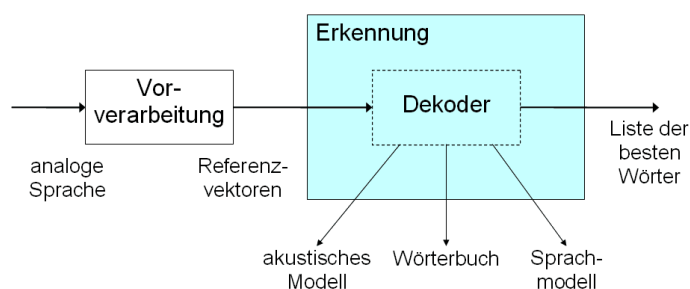 Erkennung
Vor-
verarbeitung
Dekoder
analoge
Sprache
Referenz-
vektoren
Liste der
besten
Wörter
akustisches
Modell
Wörterbuch
Sprach-
modell